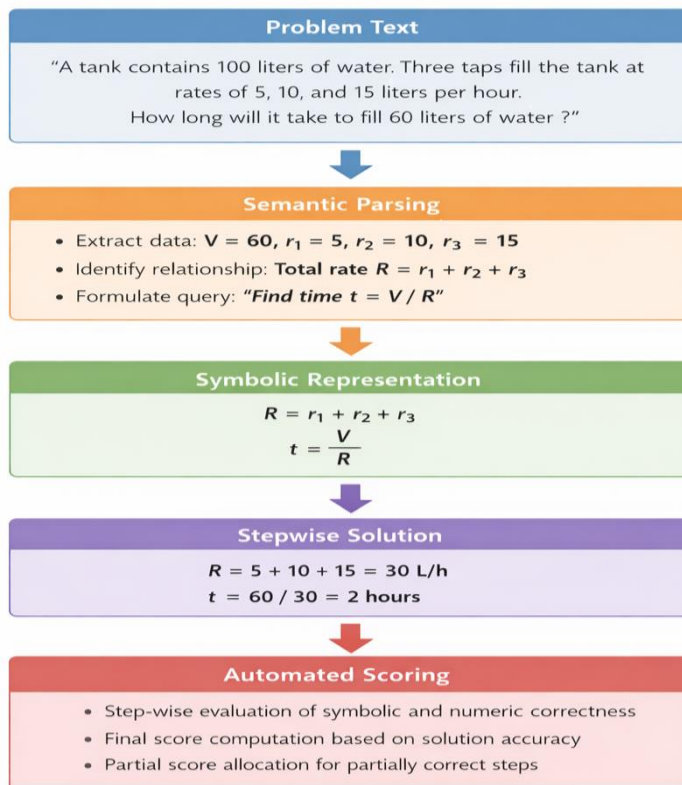 Problem Text
“A tank contains 100 liters of water. Three taps fill the tank at
rates of 5, 10, and 15 liters per hour.
How long will it take to fill 60 liters of water ?”
Semantic Parsing
• Extract data: V = 60, r₁ = 5, r₂ = 10, r₃ = 15
• Identify relationship: Total rate R = r₁ + r₂ + r₃
• Formulate query: “Find time t = V / R”
Symbolic Representation
R = r₁ + r₂ + r₃
t = V / R
Stepwise Solution
R = 5 + 10 + 15 = 30 L/h
t = 60 / 30 = 2 hours
Automated Scoring
• Step-wise evaluation of symbolic and numeric correctness
• Final score computation based on solution accuracy
• Partial score allocation for partially correct steps